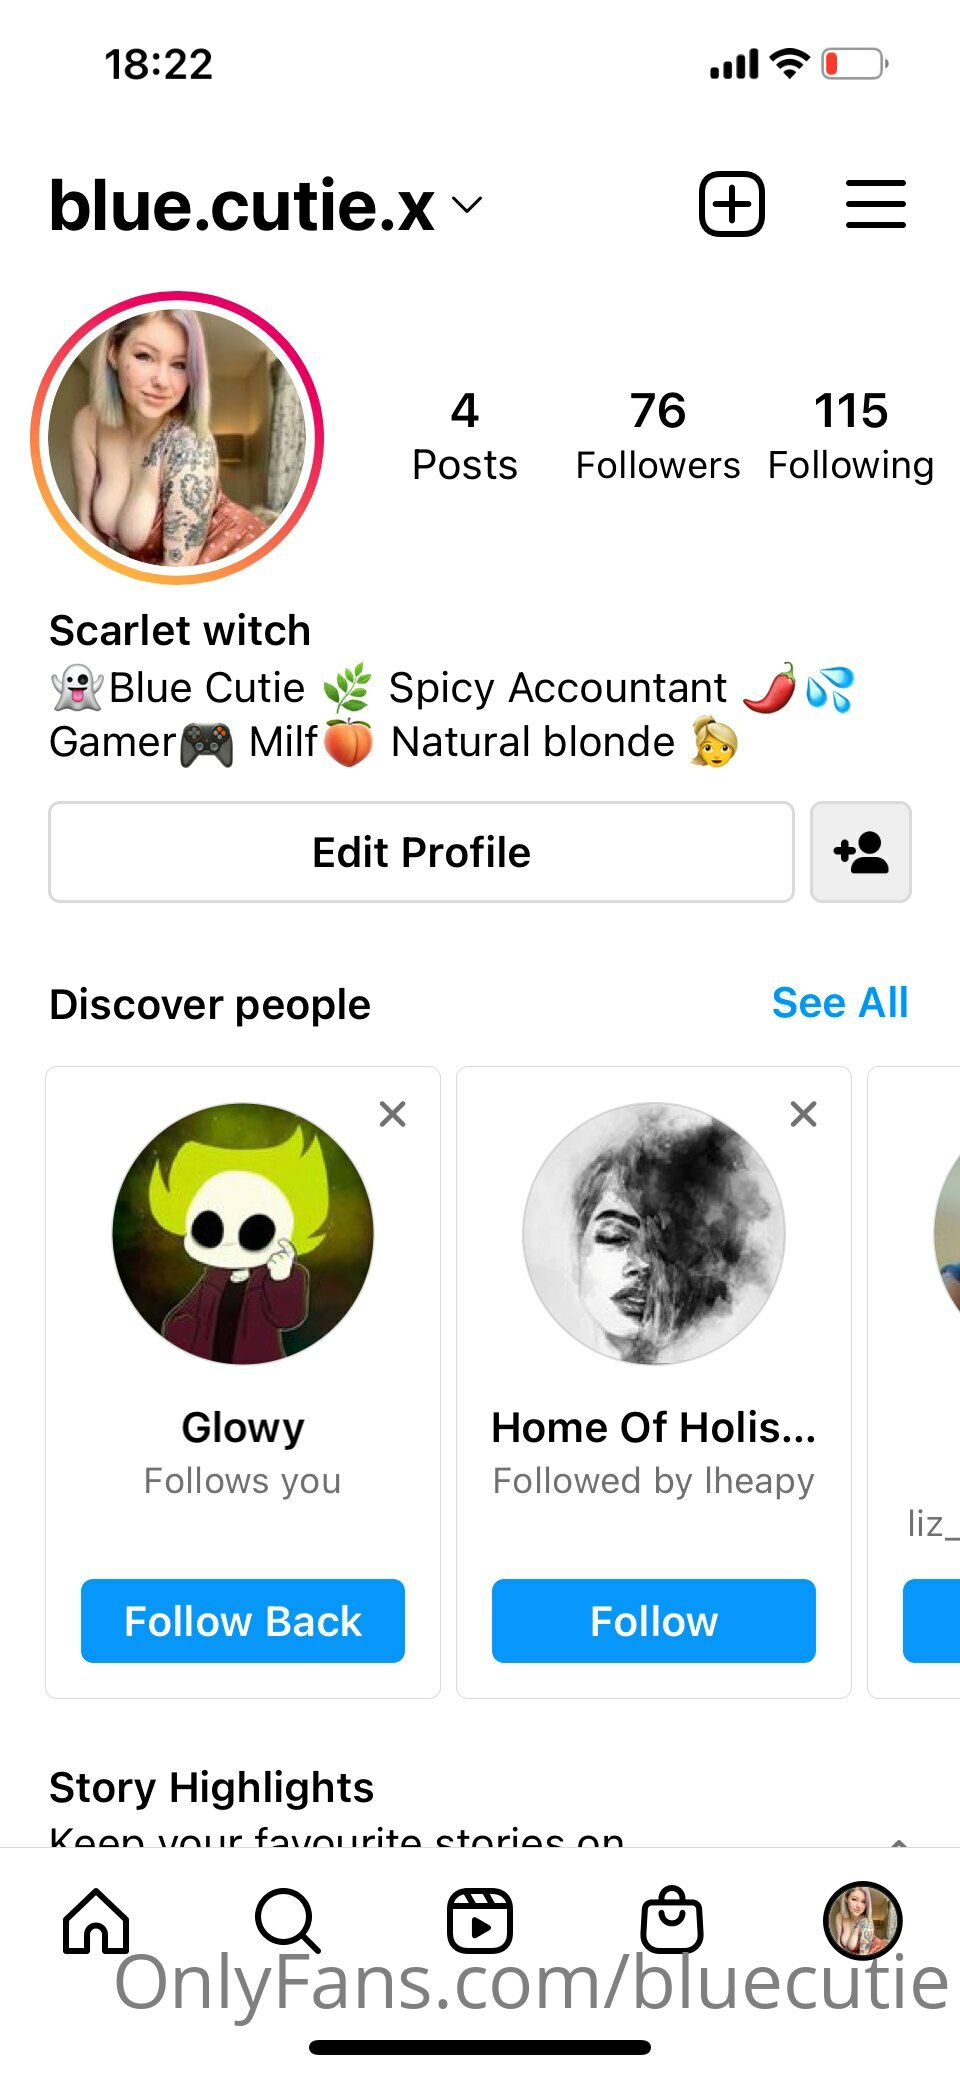 18:22
blue.cutie.x
4 76 115
Posts Followers Following
Scarlet witch
👻Blue Cutie 🌿 Spicy Accountant 🌶️💦
Gamer🎮 Milf🍑 Natural blonde 👱‍♀️
Edit Profile
Discover people See All
Glowy Home Of Holis...
Follows you Followed by lheapy
liz_
Follow Back Follow
Story Highlights
Keep your favourite stories on
OnlyFans.com/bluecutie